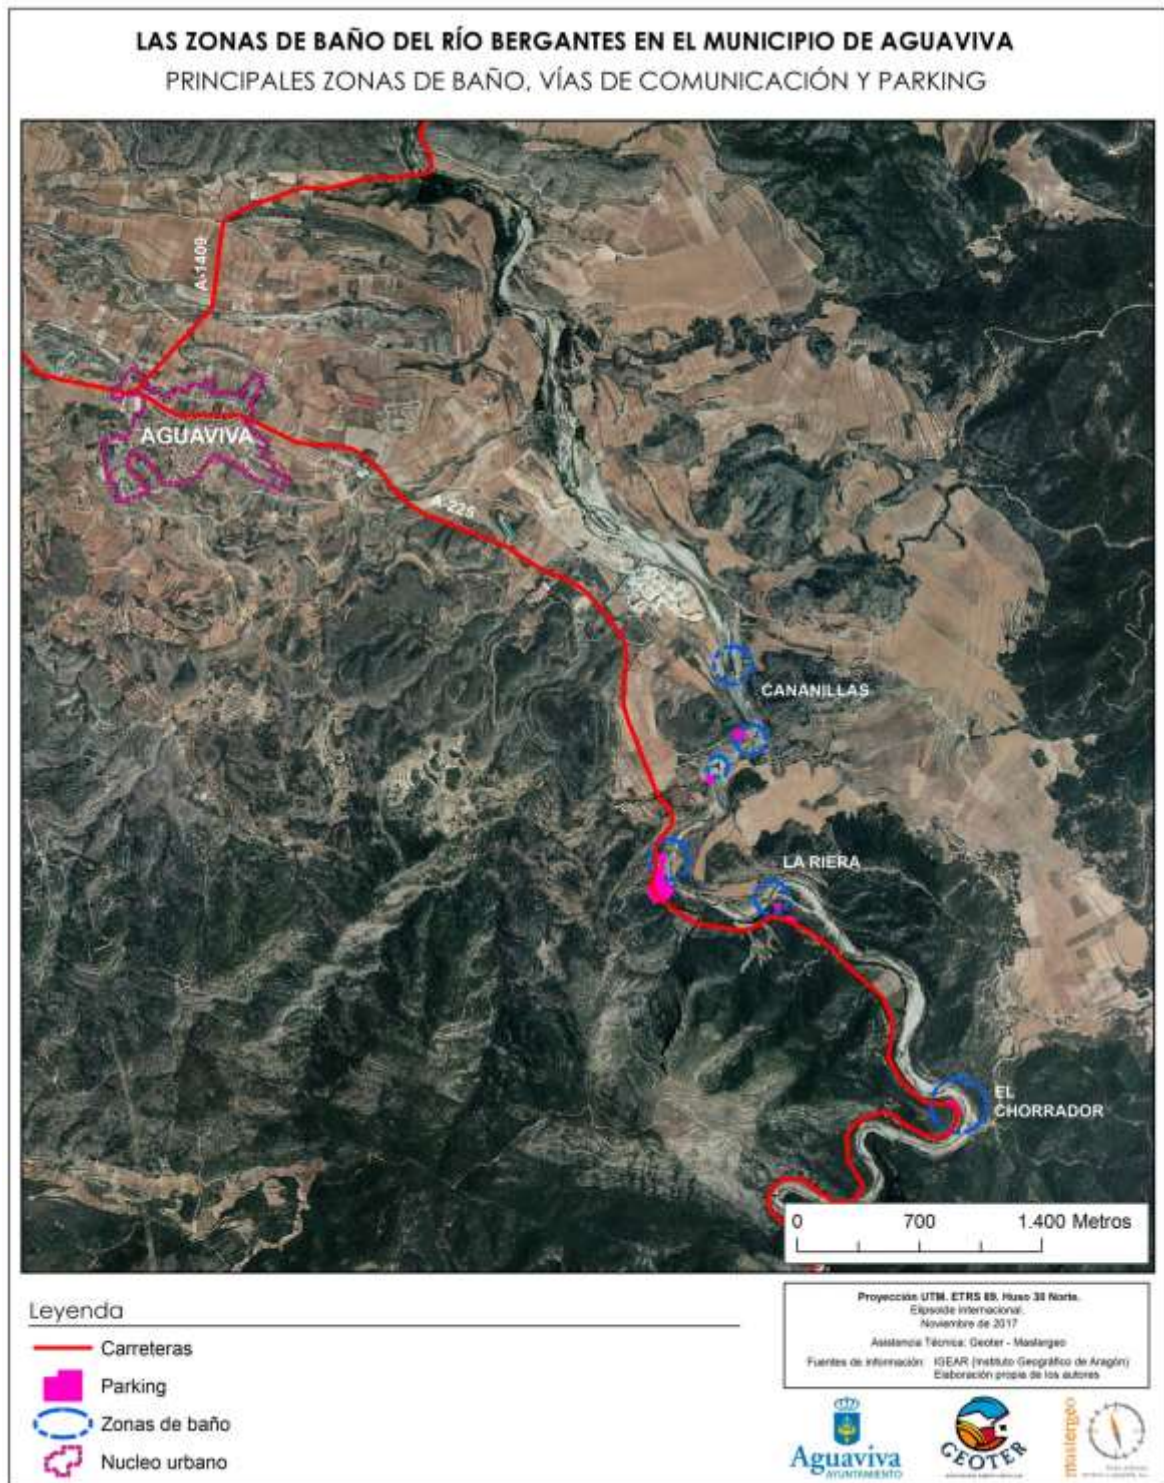 LAS ZONAS DE BAÑO DEL RÍO BERGANTES EN EL MUNICIPIO DE AGUAVIVA
PRINCIPALES ZONAS DE BAÑO, VÍAS DE COMUNICACIÓN Y PARKING
A-1409
AGUAVIVA
A-226
CANANILLAS
LA RIERA
EL
CHORRADOR
0 700 1.400 Metros
Leyenda
Carreteras
Parking
Zonas de baño
Nucleo urbano
Proyección UTM. ETRS 89. Huso 30 Norte.
Elipsoide Internacional.
Noviembre de 2017
Asistencia Técnica: Geoter - Mastergeo
Fuentes de información: IGEAR (Instituto Geográfico de Aragón)
Elaboración propia de los autores
Aguaviva
AYUNTAMIENTO
GEOTER
mastergeo